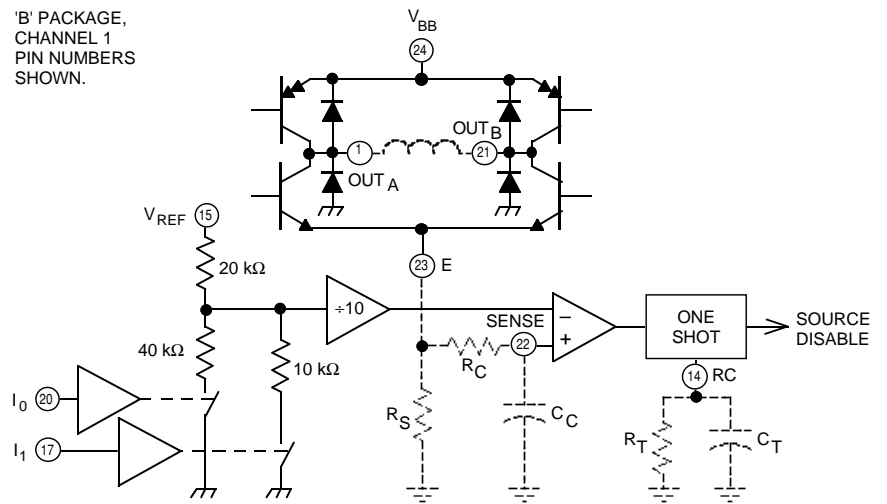 'B' PACKAGE,
CHANNEL 1
PIN NUMBERS
SHOWN.
V_BB
24
OUT_B
1
21
OUT_A
V_REF
15
20 kΩ
23 E
÷10
SENSE
22
−
+
ONE
SHOT
SOURCE
DISABLE
40 kΩ
10 kΩ
R_C
14 RC
I_0 20
R_S
C_C
R_T
C_T
I_1 17